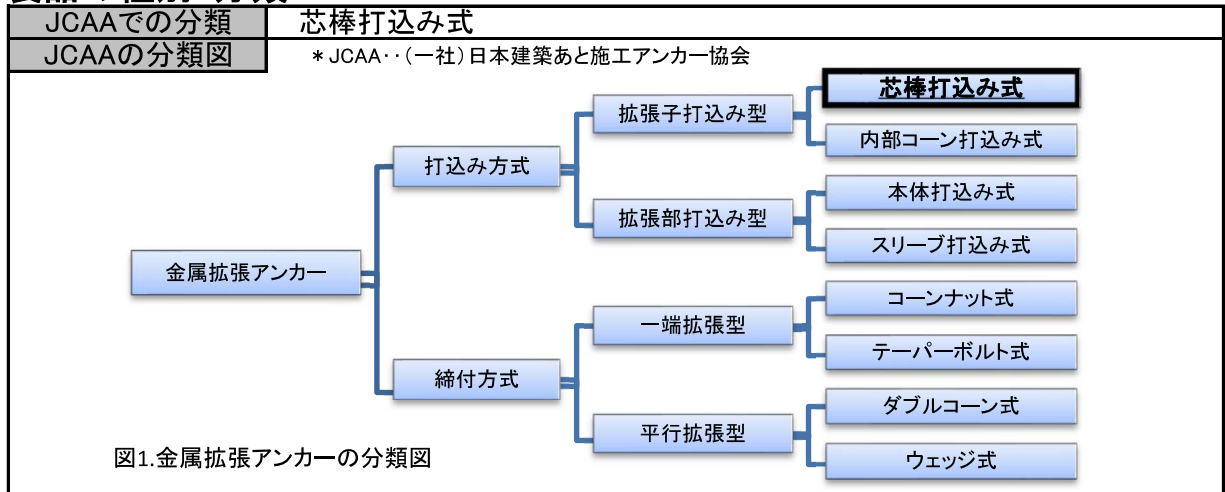 JCAAでの分類 芯棒打込み式
JCAAの分類図 *JCAA‥(一社)日本建築あと施工アンカー協会
芯棒打込み式
拡張子打込み型
内部コーン打込み式
打込み方式
本体打込み式
拡張部打込み型
スリーブ打込み式
金属拡張アンカー
コーンナット式
一端拡張型
テーパーボルト式
締付方式
ダブルコーン式
平行拡張型
ウェッジ式
図1.金属拡張アンカーの分類図